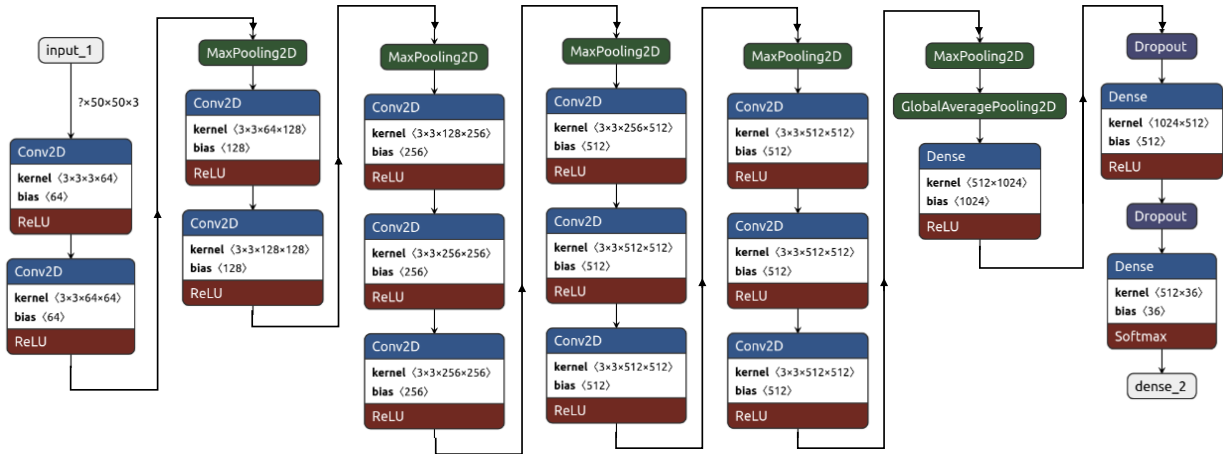 input_1
?×50×50×3
Conv2D
kernel ⟨3×3×3×64⟩
bias ⟨64⟩
ReLU
Conv2D
kernel ⟨3×3×64×64⟩
bias ⟨64⟩
ReLU
MaxPooling2D
Conv2D
kernel ⟨3×3×64×128⟩
bias ⟨128⟩
ReLU
Conv2D
kernel ⟨3×3×128×128⟩
bias ⟨128⟩
ReLU
MaxPooling2D
Conv2D
kernel ⟨3×3×128×256⟩
bias ⟨256⟩
ReLU
Conv2D
kernel ⟨3×3×256×256⟩
bias ⟨256⟩
ReLU
Conv2D
kernel ⟨3×3×256×256⟩
bias ⟨256⟩
ReLU
MaxPooling2D
Conv2D
kernel ⟨3×3×256×512⟩
bias ⟨512⟩
ReLU
Conv2D
kernel ⟨3×3×512×512⟩
bias ⟨512⟩
ReLU
Conv2D
kernel ⟨3×3×512×512⟩
bias ⟨512⟩
ReLU
MaxPooling2D
Conv2D
kernel ⟨3×3×512×512⟩
bias ⟨512⟩
ReLU
Conv2D
kernel ⟨3×3×512×512⟩
bias ⟨512⟩
ReLU
Conv2D
kernel ⟨3×3×512×512⟩
bias ⟨512⟩
ReLU
MaxPooling2D
GlobalAveragePooling2D
Dense
kernel ⟨512×1024⟩
bias ⟨1024⟩
ReLU
Dropout
Dense
kernel ⟨1024×512⟩
bias ⟨512⟩
ReLU
Dropout
Dense
kernel ⟨512×36⟩
bias ⟨36⟩
Softmax
dense_2